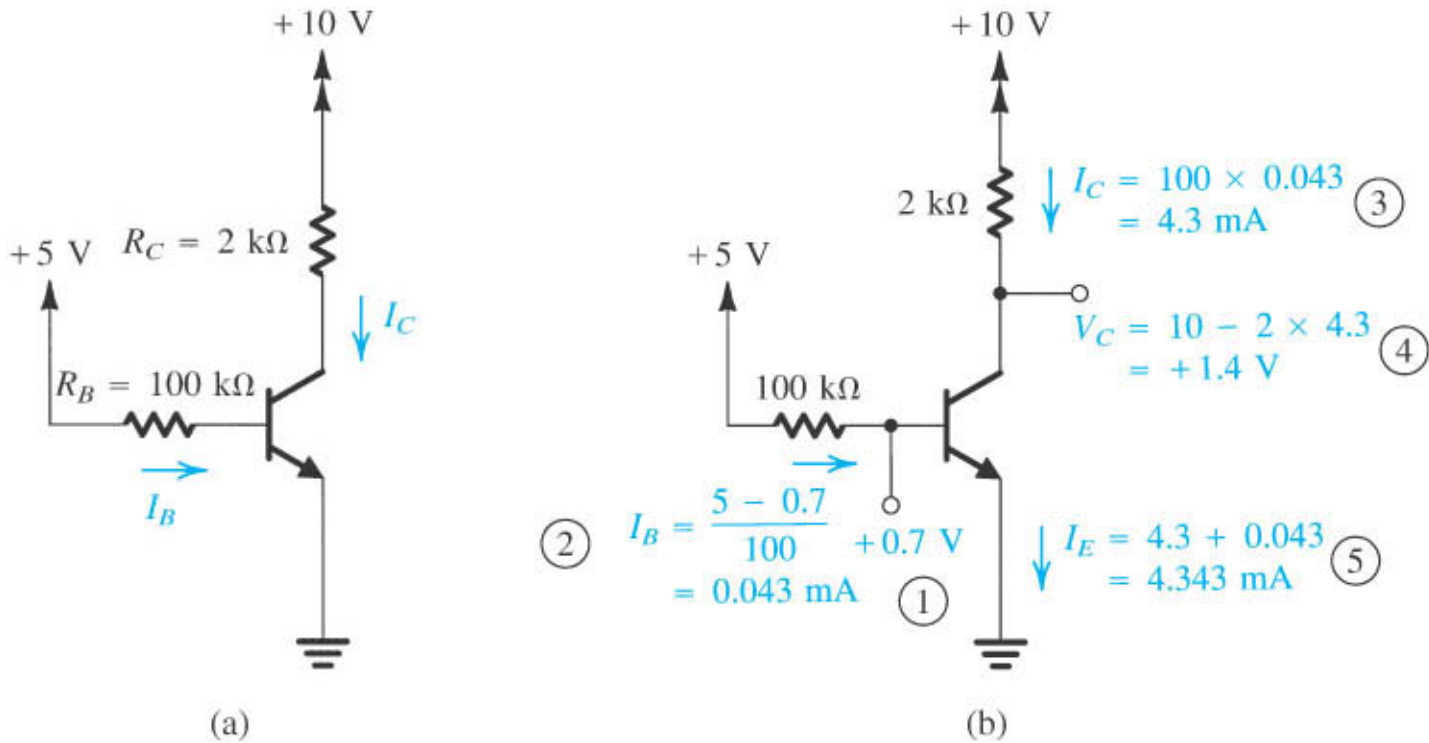 +10 V
R_C = 2 kΩ
+5 V
I_C
R_B = 100 kΩ
I_B
(a)
+10 V
2 kΩ
I_C = 100 × 0.043
= 4.3 mA
③
+5 V
V_C = 10 − 2 × 4.3
= +1.4 V
④
100 kΩ
② I_B = 5 − 0.7
100
= 0.043 mA
+0.7 V
①
I_E = 4.3 + 0.043
= 4.343 mA
⑤
(b)